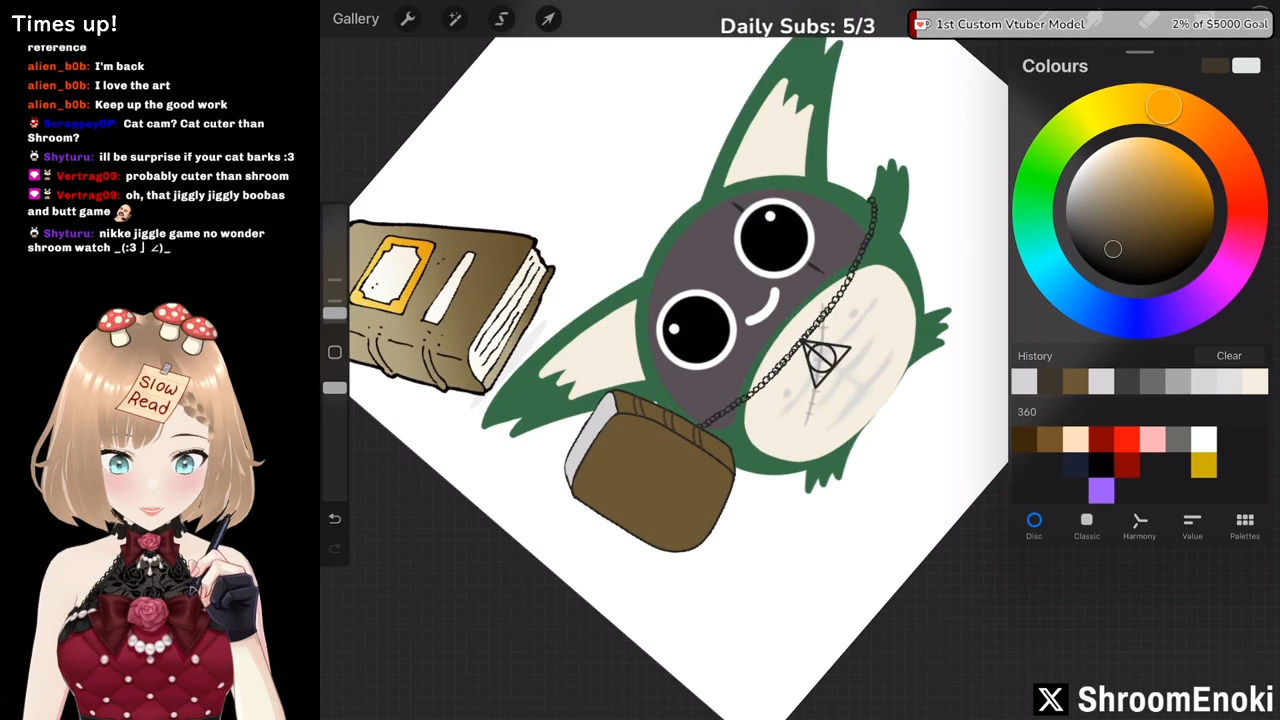 Times up!
Gallery
Daily Subs: 5/3
1st Custom Vtuber Model
2% of $5000 Goal
reference
alien_b0b: I'm back
alien_b0b: I love the art
alien_b0b: Keep up the good work
ScrappeyDP: Cat cam? Cat cuter than
Shroom?
Shyturu: ill be surprise if your cat barks :3
Vertrag09: probably cuter than shroom
Vertrag09: oh, that jiggly jiggly boobas
and butt game
Shyturu: nikke jiggle game no wonder
shroom watch _(:3 」∠)_
Slow
Read
Colours
History
Clear
360
Disc
Classic
Harmony
Value
Palettes
X ShroomEnoki